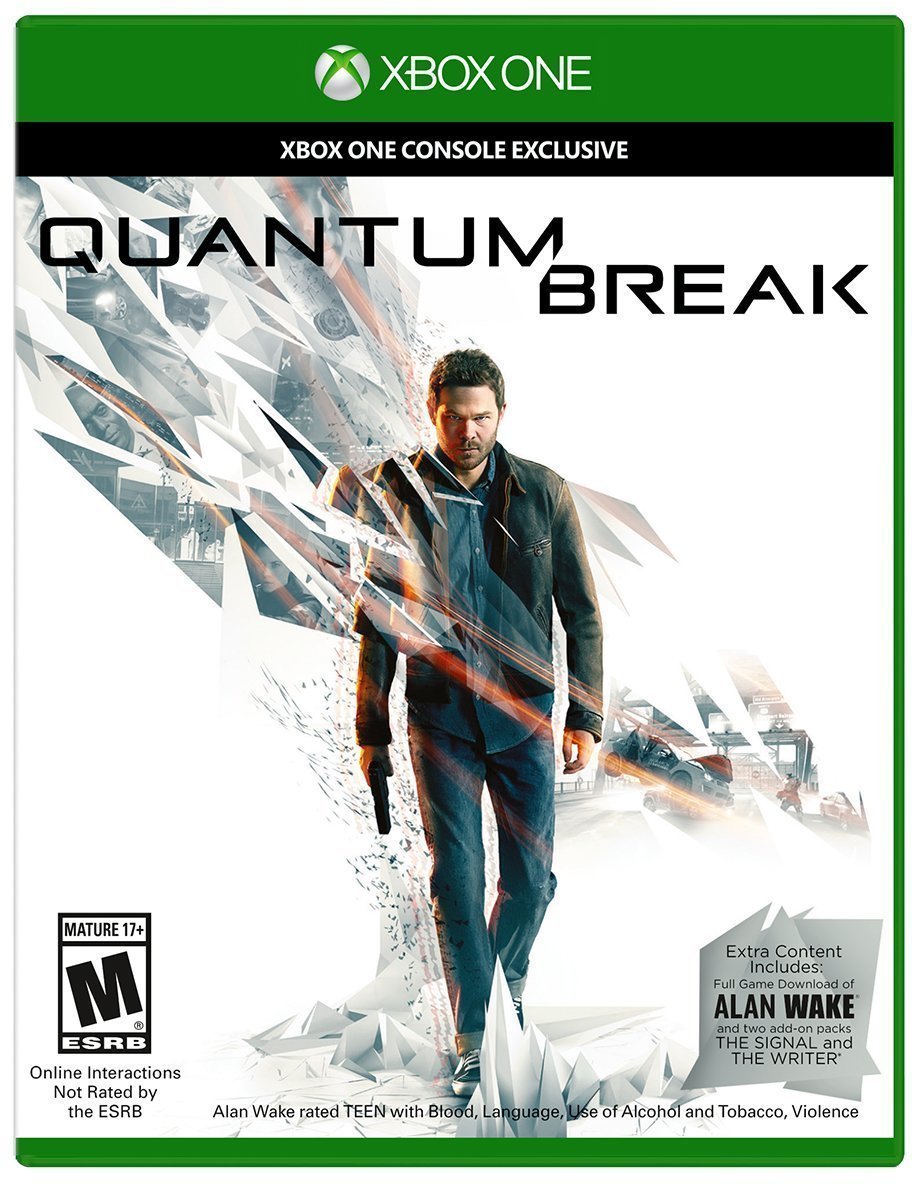 XBOX ONE
XBOX ONE CONSOLE EXCLUSIVE
QUANTUM
BREAK
MATURE 17+
M
®
ESRB
Online Interactions
Not Rated by
the ESRB
Extra Content
Includes:
Full Game Download of
ALAN WAKE®
and two add-on packs
THE SIGNAL and
THE WRITER®
Alan Wake rated TEEN with Blood, Language, Use of Alcohol and Tobacco, Violence